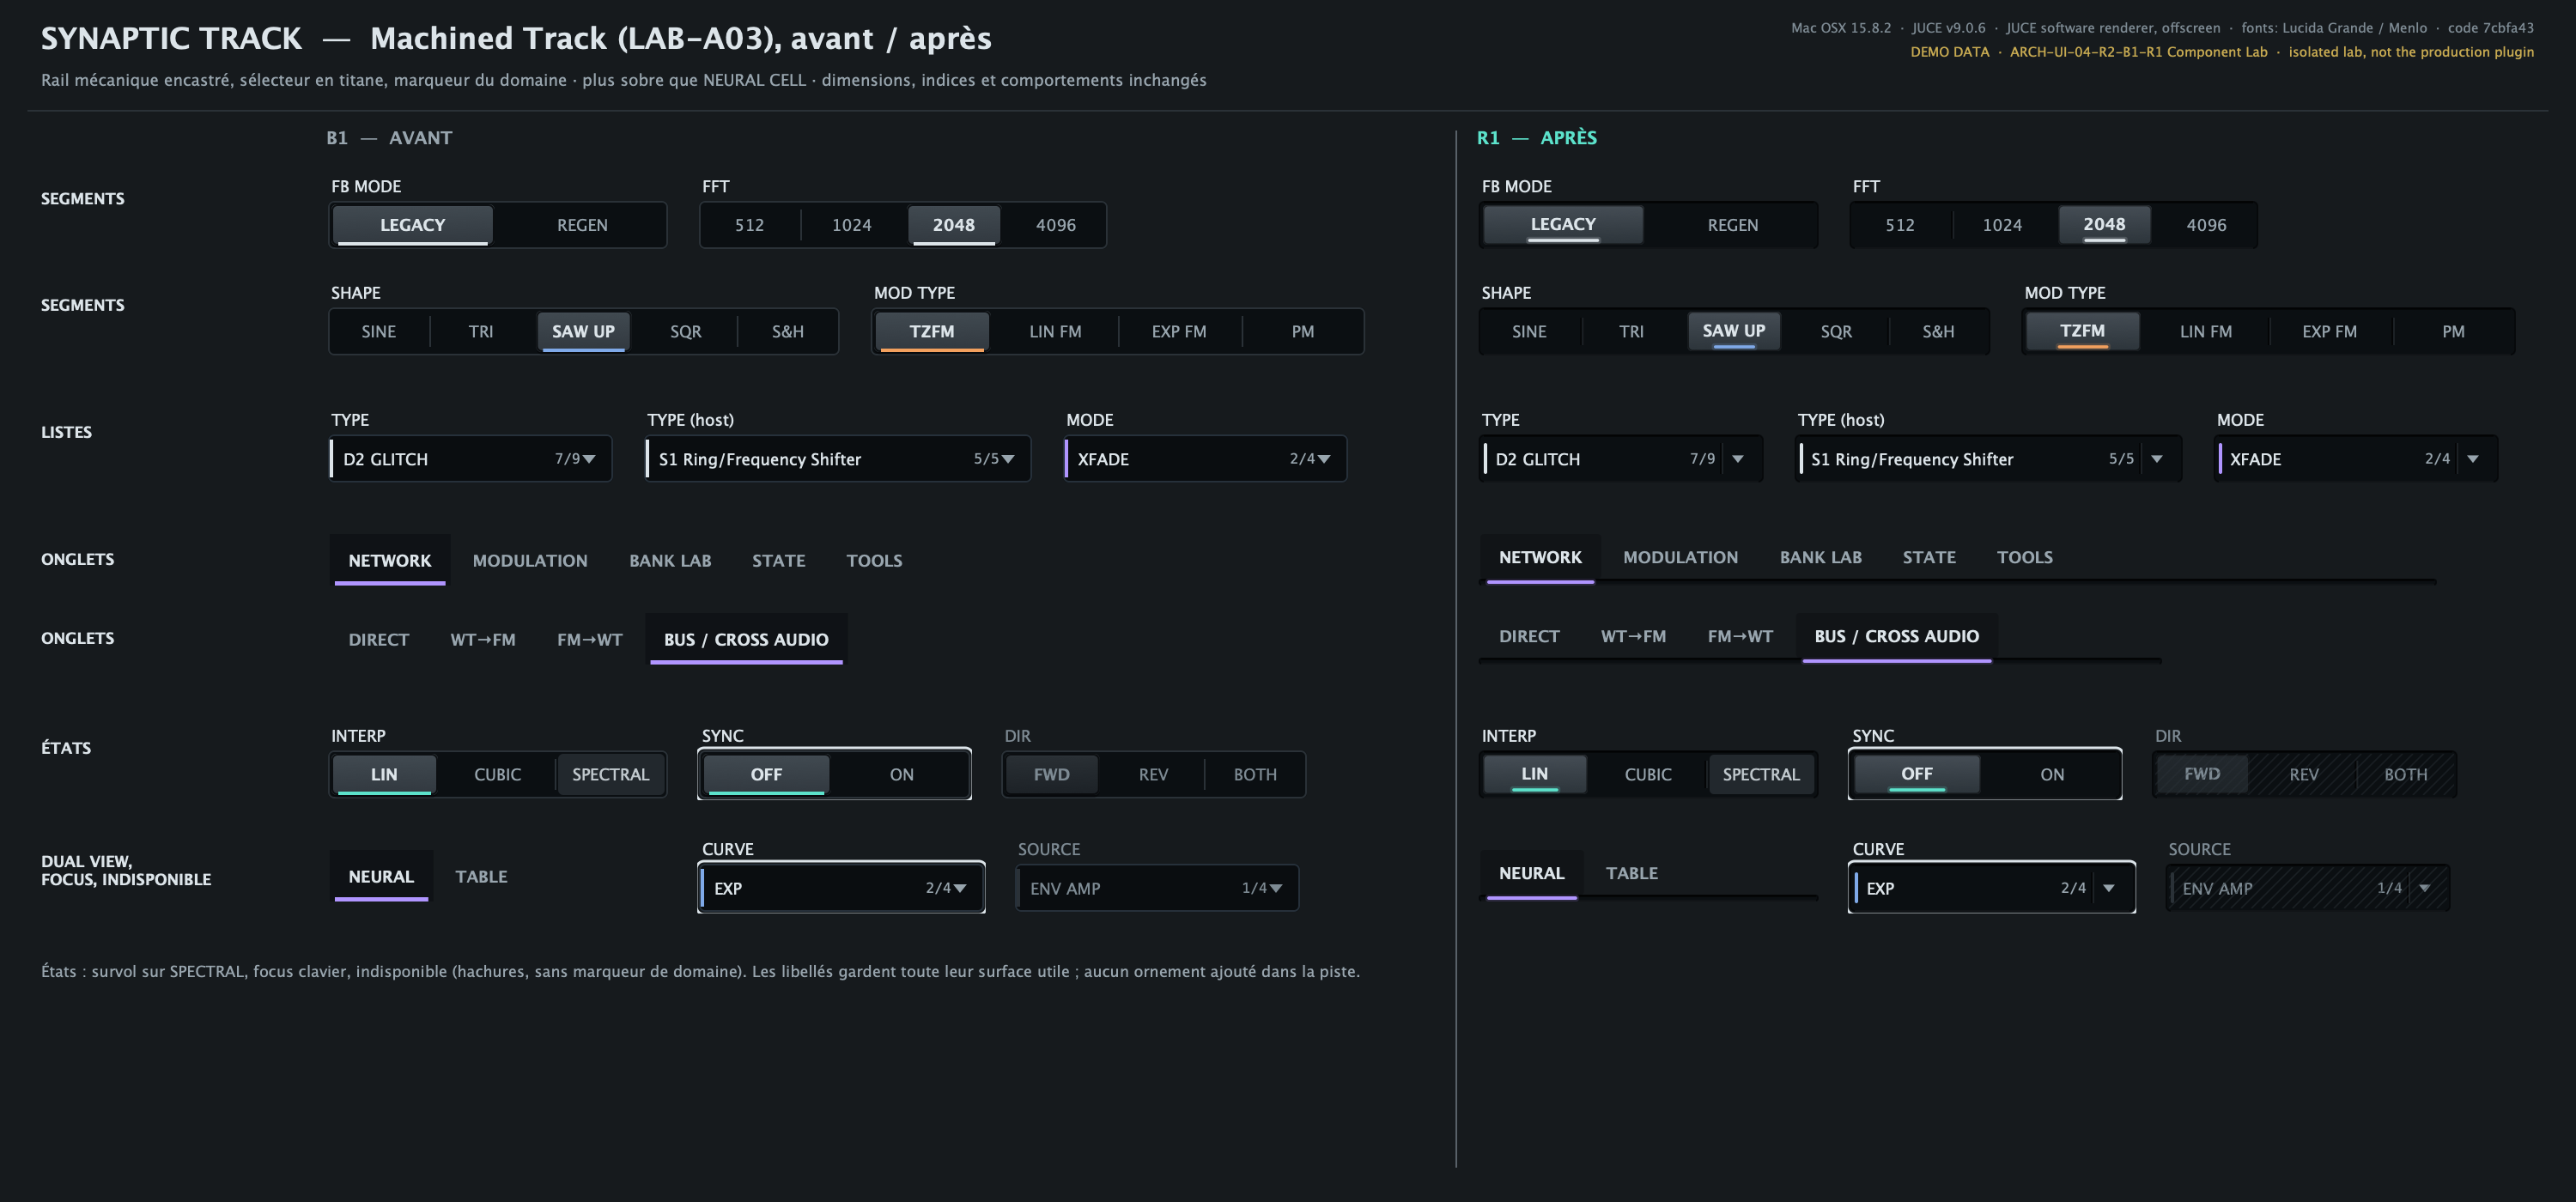 SYNAPTIC TRACK — Machined Track (LAB-A03), avant / après
Mac OSX 15.8.2 · JUCE v9.0.6 · JUCE software renderer, offscreen · fonts: Lucida Grande / Menlo · code 7cbfa43
DEMO DATA · ARCH-UI-04-R2-B1-R1 Component Lab · isolated lab, not the production plugin
Rail mécanique encastré, sélecteur en titane, marqueur du domaine · plus sobre que NEURAL CELL · dimensions, indices et comportements inchangés
B1 — AVANT
R1 — APRÈS
SEGMENTS
FB MODE
FFT
LEGACY REGEN
512 1024 2048 4096
FB MODE
FFT
LEGACY REGEN
512 1024 2048 4096
SEGMENTS
SHAPE
MOD TYPE
SINE TRI SAW UP SQR S&H
TZFM LIN FM EXP FM PM
SHAPE
MOD TYPE
SINE TRI SAW UP SQR S&H
TZFM LIN FM EXP FM PM
LISTES
TYPE
TYPE (host)
MODE
D2 GLITCH 7/9
S1 Ring/Frequency Shifter 5/5
XFADE 2/4
TYPE
TYPE (host)
MODE
D2 GLITCH 7/9
S1 Ring/Frequency Shifter 5/5
XFADE 2/4
ONGLETS
NETWORK MODULATION BANK LAB STATE TOOLS
NETWORK MODULATION BANK LAB STATE TOOLS
ONGLETS
DIRECT WT→FM FM→WT BUS / CROSS AUDIO
DIRECT WT→FM FM→WT BUS / CROSS AUDIO
ÉTATS
INTERP
SYNC
DIR
LIN CUBIC SPECTRAL
OFF ON
FWD REV BOTH
INTERP
SYNC
DIR
LIN CUBIC SPECTRAL
OFF ON
FWD REV BOTH
DUAL VIEW,
FOCUS, INDISPONIBLE
NEURAL TABLE
CURVE
EXP 2/4
SOURCE
ENV AMP 1/4
NEURAL TABLE
CURVE
EXP 2/4
SOURCE
ENV AMP 1/4
États : survol sur SPECTRAL, focus clavier, indisponible (hachures, sans marqueur de domaine). Les libellés gardent toute leur surface utile ; aucun ornement ajouté dans la piste.